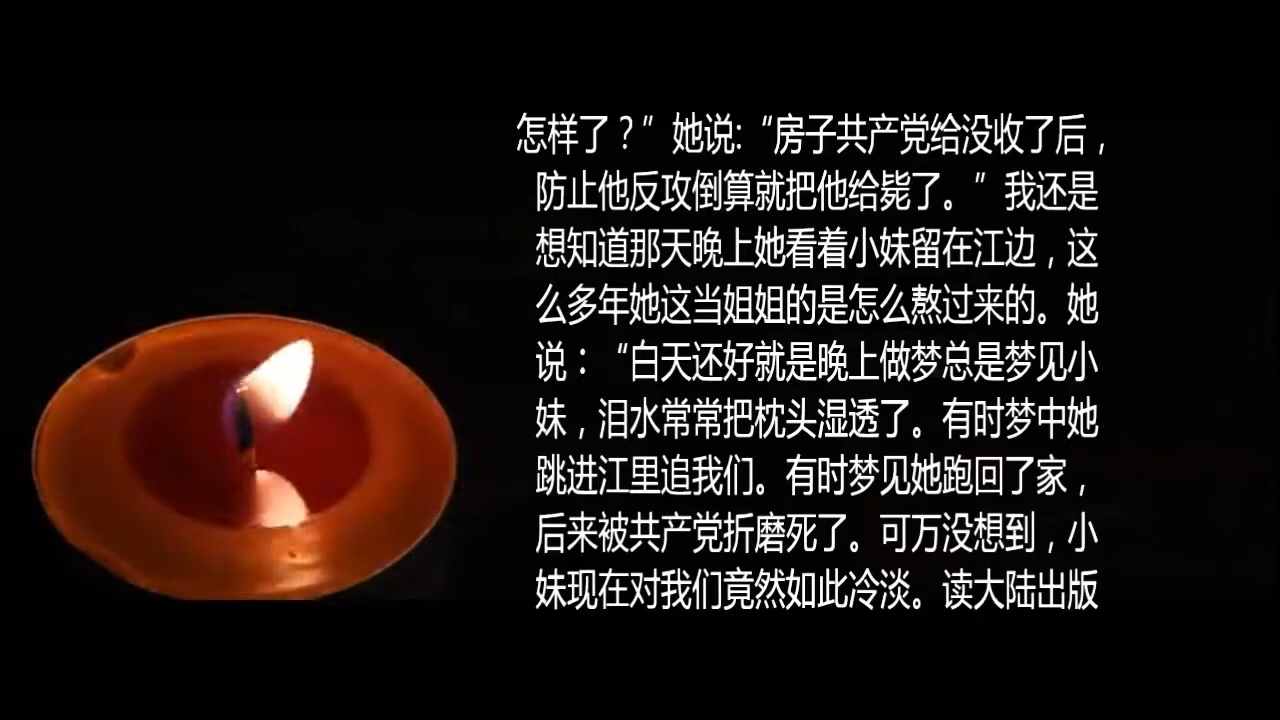 怎样了？”她说:“房子共产党给没收了后，
防止他反攻倒算就把他给毙了。”我还是
想知道那天晚上她看着小妹留在江边，这
么多年她这当姐姐的是怎么熬过来的。她
说：“白天还好就是晚上做梦总是梦见小
妹，泪水常常把枕头湿透了。有时梦中她
跳进江里追我们。有时梦见她跑回了家，
后来被共产党折磨死了。可万没想到，小
妹现在对我们竟然如此冷淡。读大陆出版